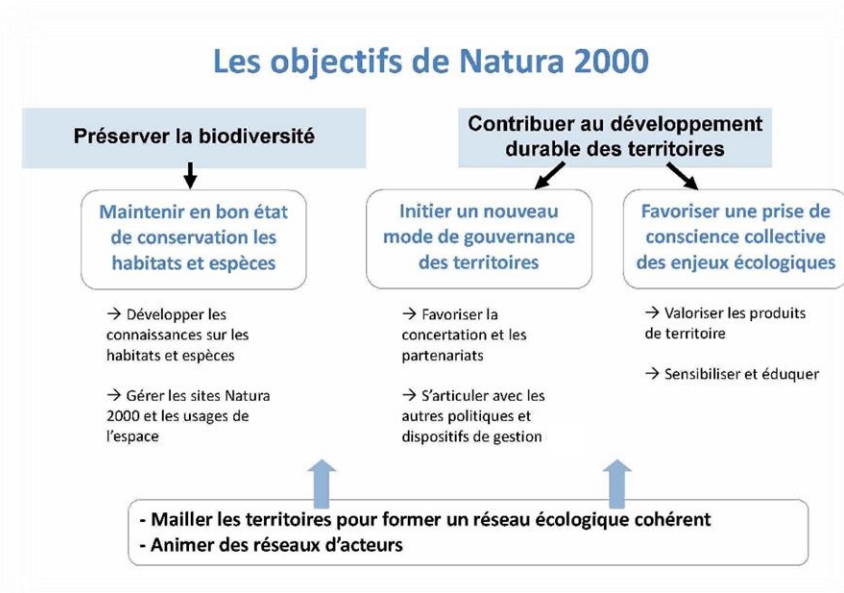 Les objectifs de Natura 2000
Préserver la biodiversité
Contribuer au développement
durable des territoires
Maintenir en bon état
de conservation les
habitats et espèces
Initier un nouveau
mode de gouvernance
des territoires
Favoriser une prise de
conscience collective
des enjeux écologiques
→ Développer les
connaissances sur les
habitats et espèces
→ Gérer les sites Natura
2000 et les usages de
l'espace
→ Favoriser la
concertation et les
partenariats
→ S'articuler avec les
autres politiques et
dispositifs de gestion
→ Valoriser les produits
de territoire
→ Sensibiliser et éduquer
- Mailler les territoires pour former un réseau écologique cohérent
- Animer des réseaux d'acteurs